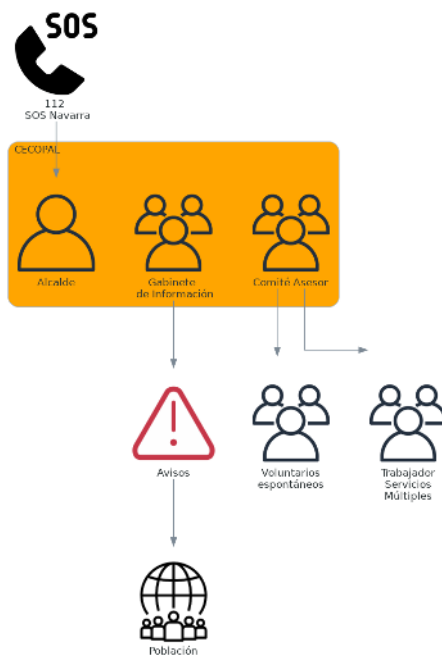 SOS
112
SOS Navarra
CECOPAL
Alcalde
Gabinete
de Información
Comité Asesor
Avisos
Voluntarios
espontáneos
Trabajador
Servicios
Múltiples
Población